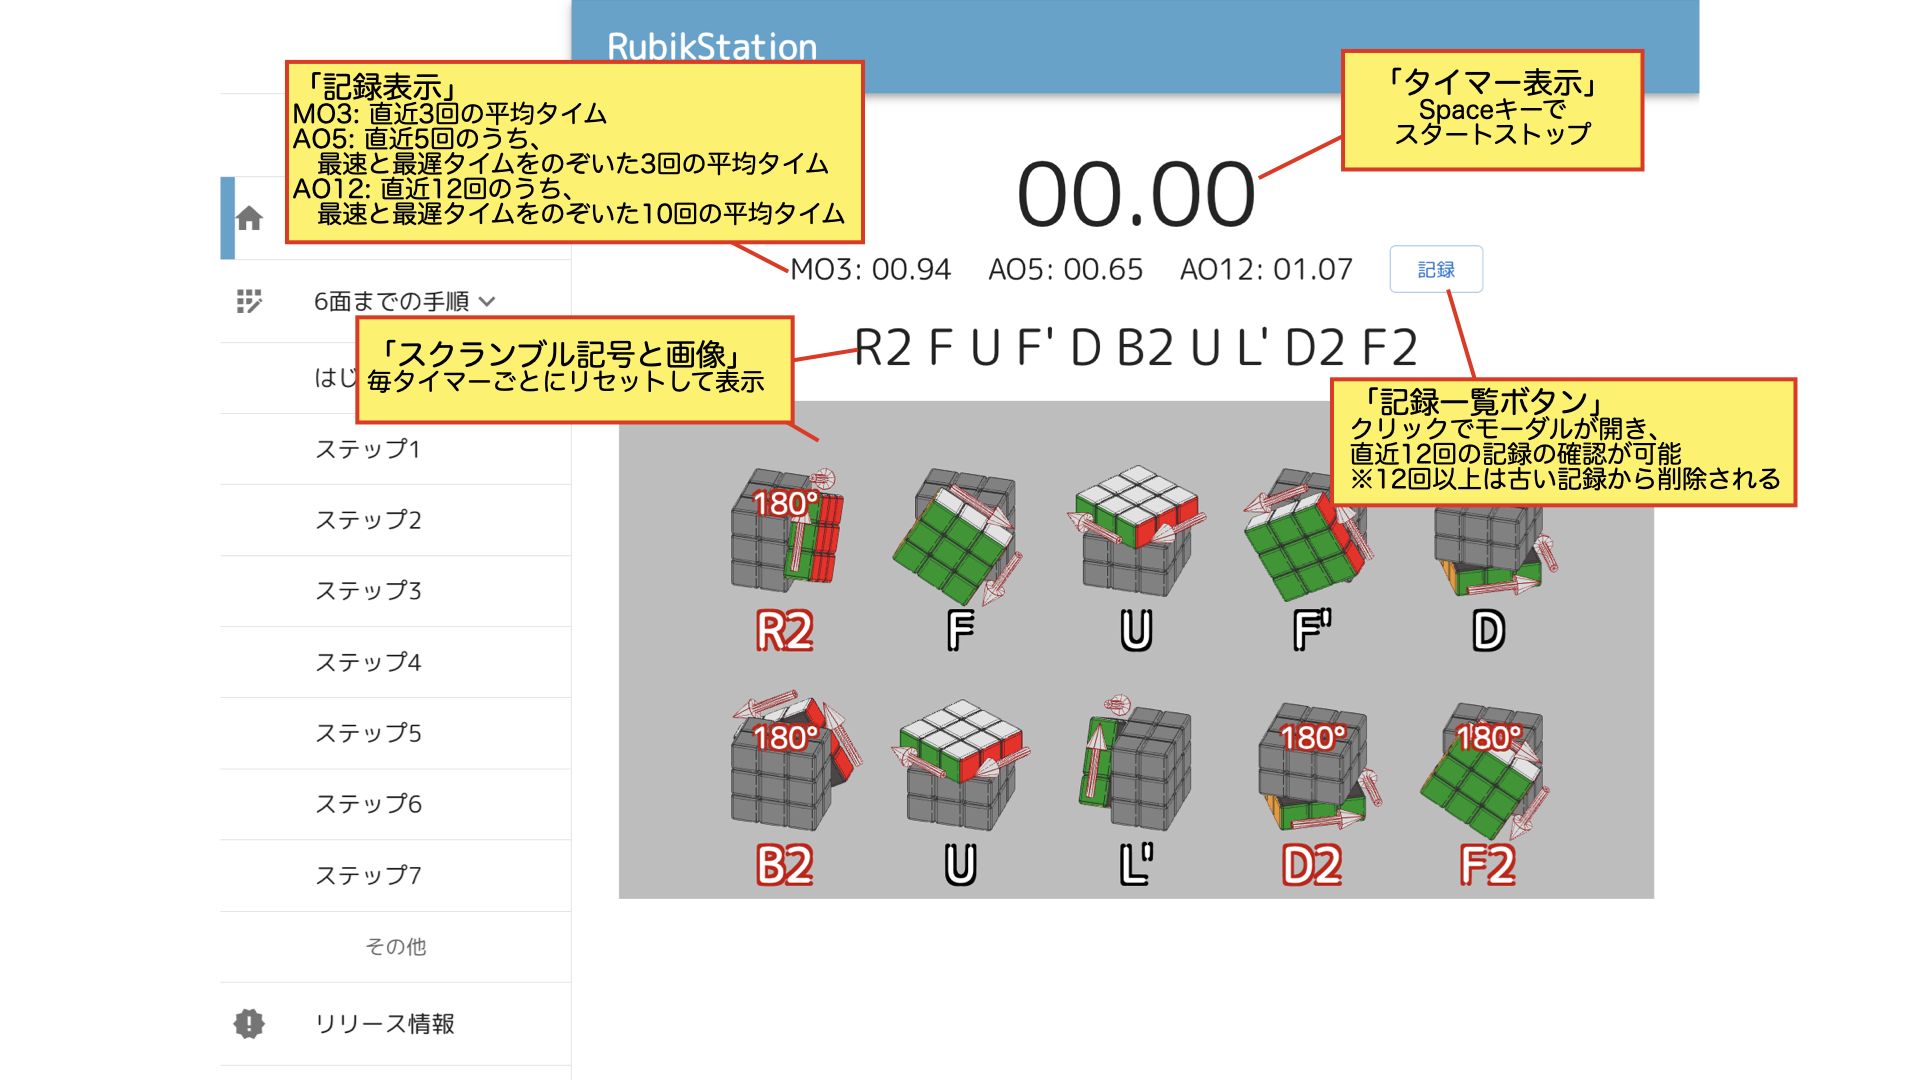 RubikStation
「記録表示」
MO3: 直近3回の平均タイム
AO5: 直近5回のうち、
最速と最遅タイムをのぞいた3回の平均タイム
AO12: 直近12回のうち、
最速と最遅タイムをのぞいた10回の平均タイム
「タイマー表示」
Spaceキーで
スタートストップ
00.00
MO3: 00.94 AO5: 00.65 AO12: 01.07 記録
6面までの手順
「スクランブル記号と画像」
毎タイマーごとにリセットして表示
R2 F U F' D B2 U L' D2 F2
「記録一覧ボタン」
クリックでモーダルが開き、
直近12回の記録の確認が可能
※12回以上は古い記録から削除される
はじ
ステップ1
ステップ2
ステップ3
ステップ4
ステップ5
ステップ6
ステップ7
その他
リリース情報
180°
R2 F U F' D
180° 180° 180°
B2 U L' D2 F2